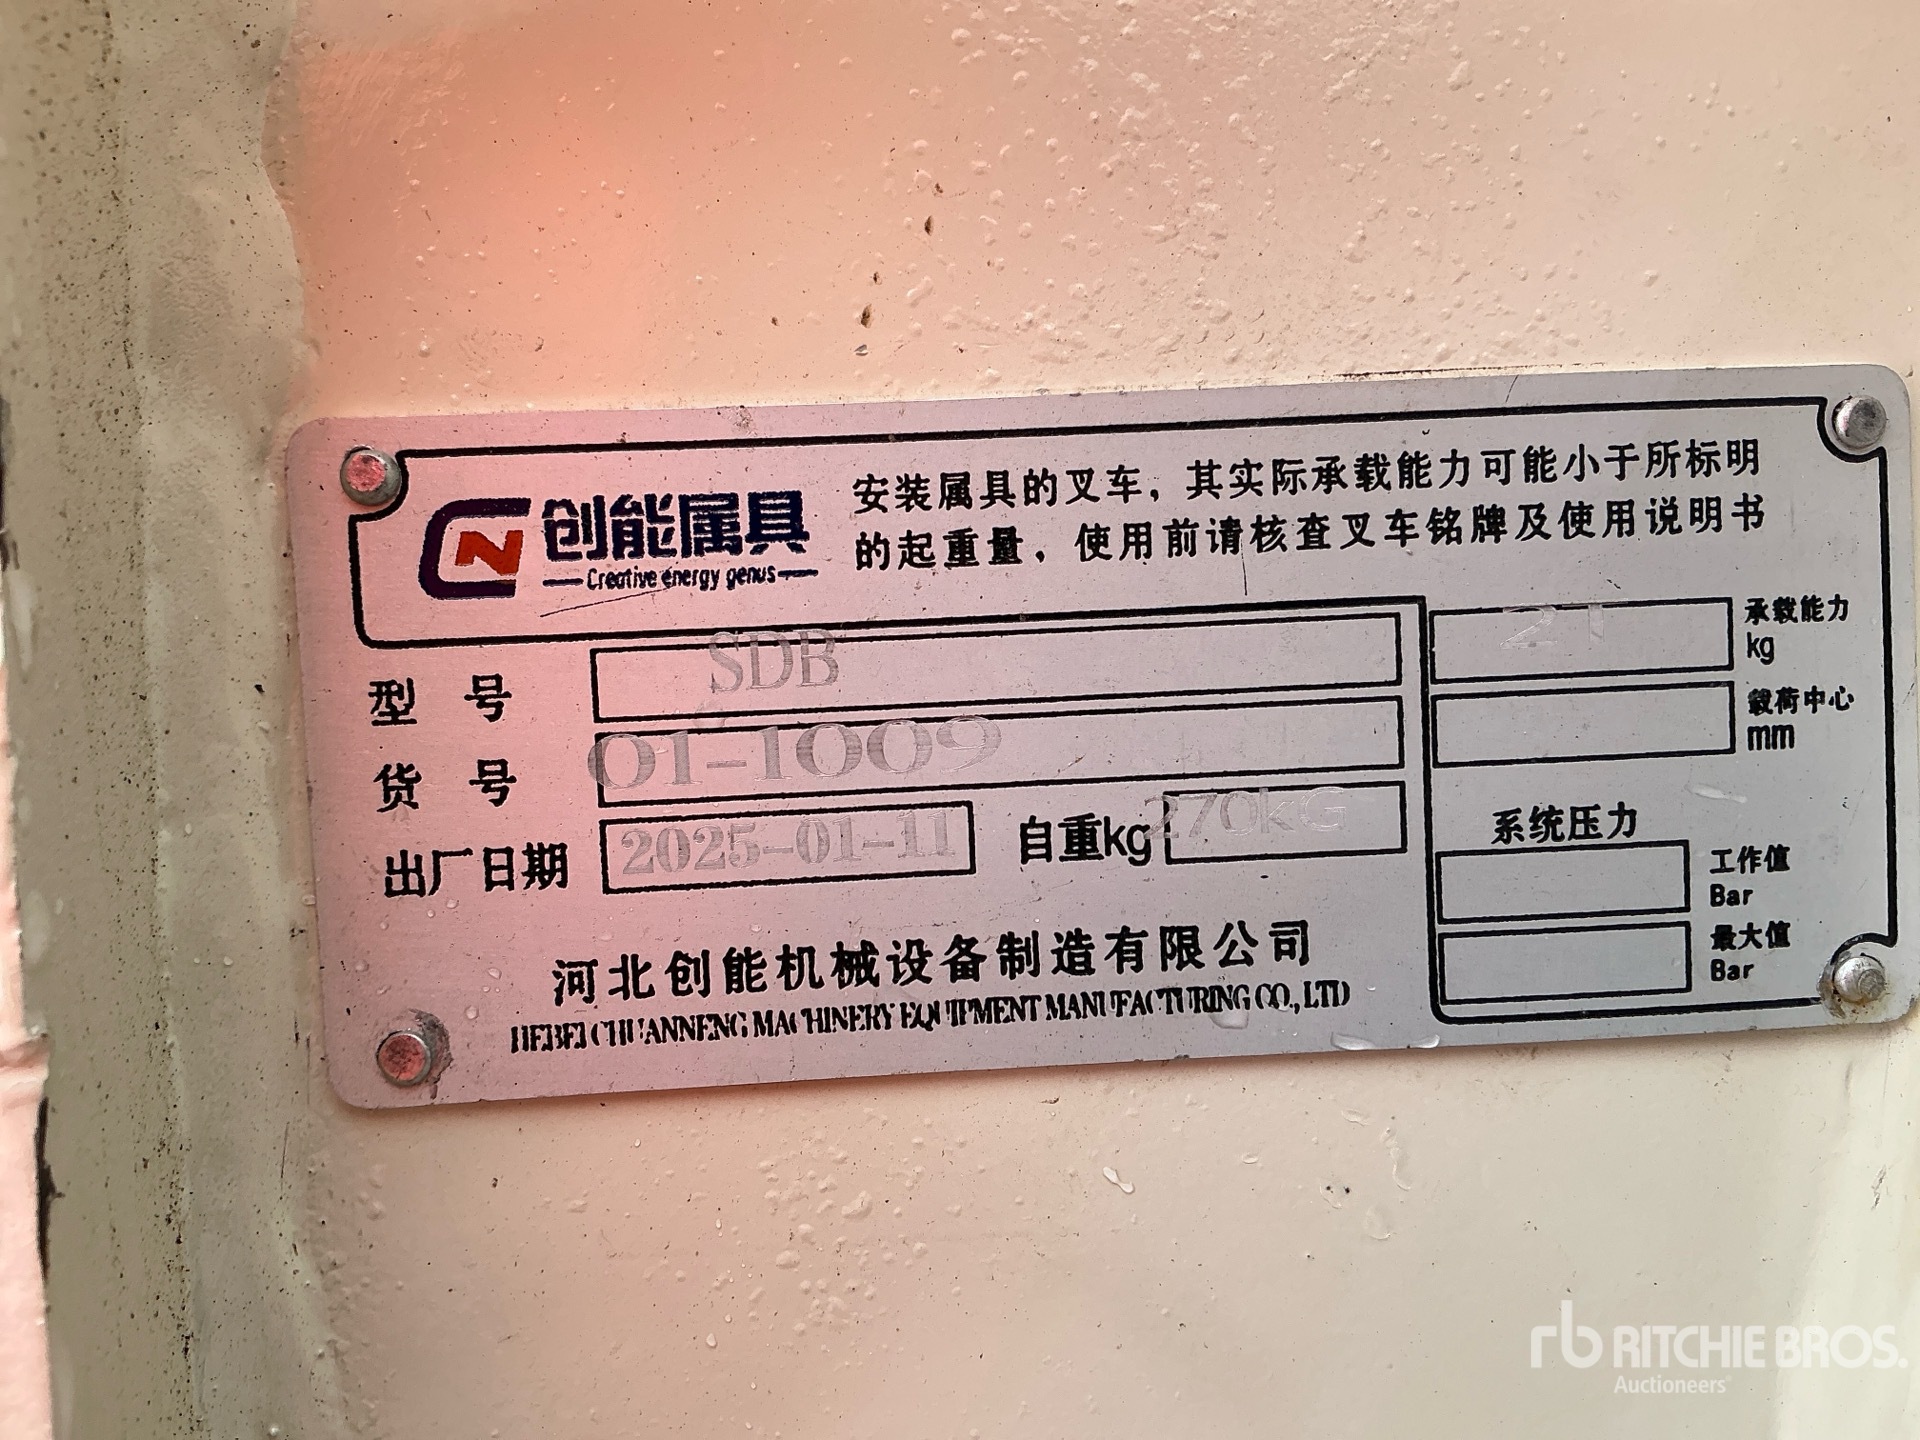 创能属具
Creative energy genus
安装属具的叉车，其实际承载能力可能小于所标明
的起重量，使用前请核查叉车铭牌及使用说明书
型 号 SDB
货 号 01-1009
出厂日期 2025-01-11 自重kg 270kG
2T 承载能力
kg
载荷中心
mm
系统压力
工作值
Bar
最大值
Bar
河北创能机械设备制造有限公司
HEBEI CHUANNENG MACHINERY EQUIPMENT MANUFACTURING CO., LTD
rb RITCHIE BROS.
Auctioneers